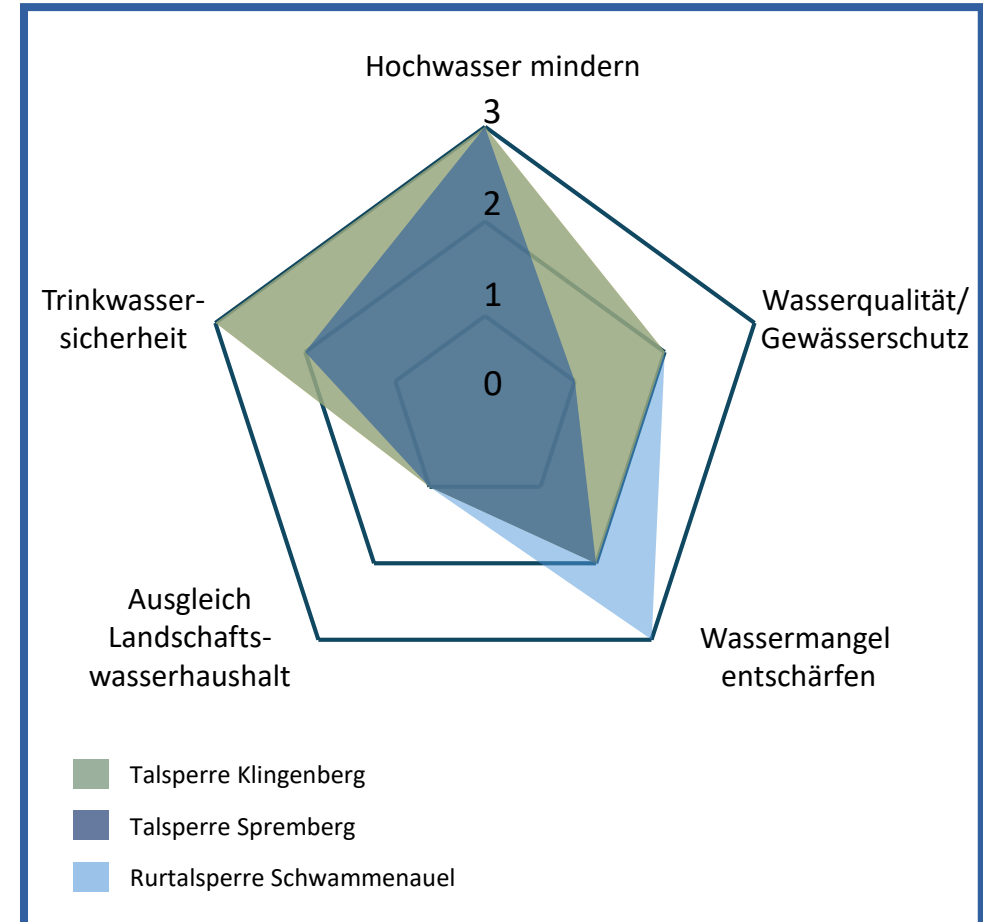 Hochwasser mindern
3
2
1
0
Trinkwasser-
sicherheit
Wasserqualität/
Gewässerschutz
Ausgleich
Landschafts-
wasserhaushalt
Wassermangel
entschärfen
Talsperre Klingenberg
Talsperre Spremberg
Rurtalsperre Schwammenauel